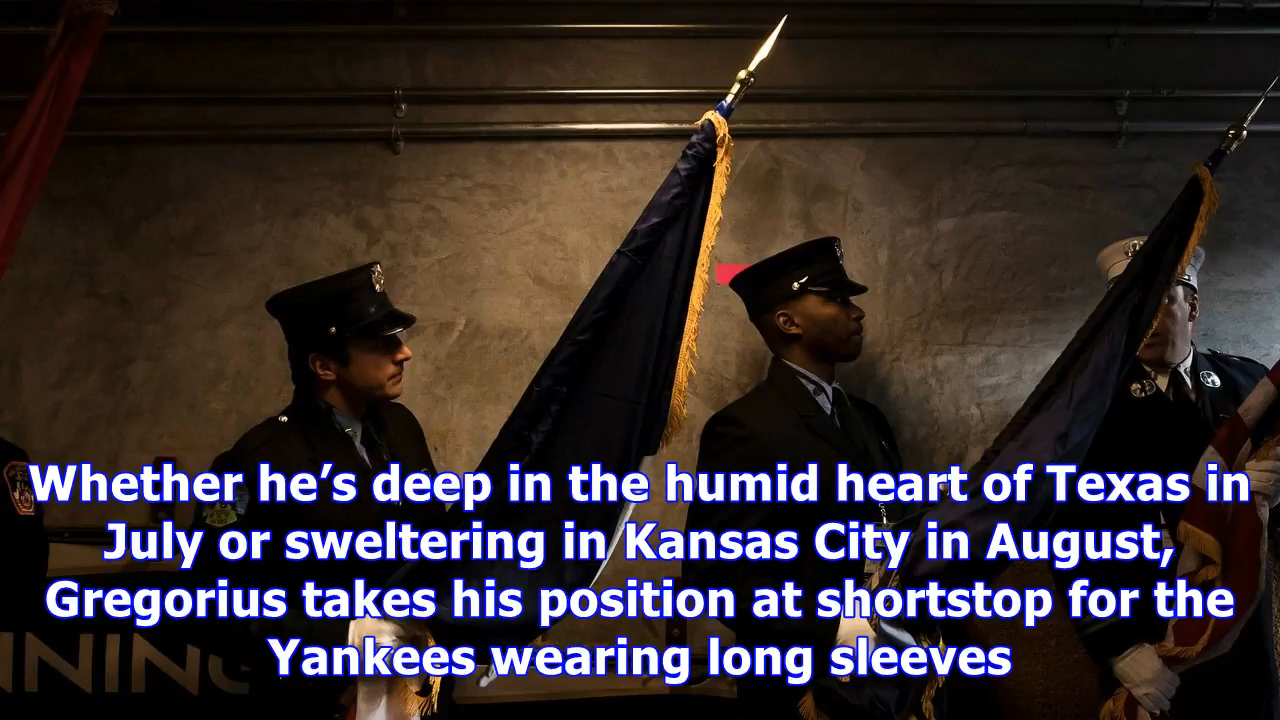 Whether he’s deep in the humid heart of Texas in
July or sweltering in Kansas City in August,
Gregorius takes his position at shortstop for the
Yankees wearing long sleeves
NNING